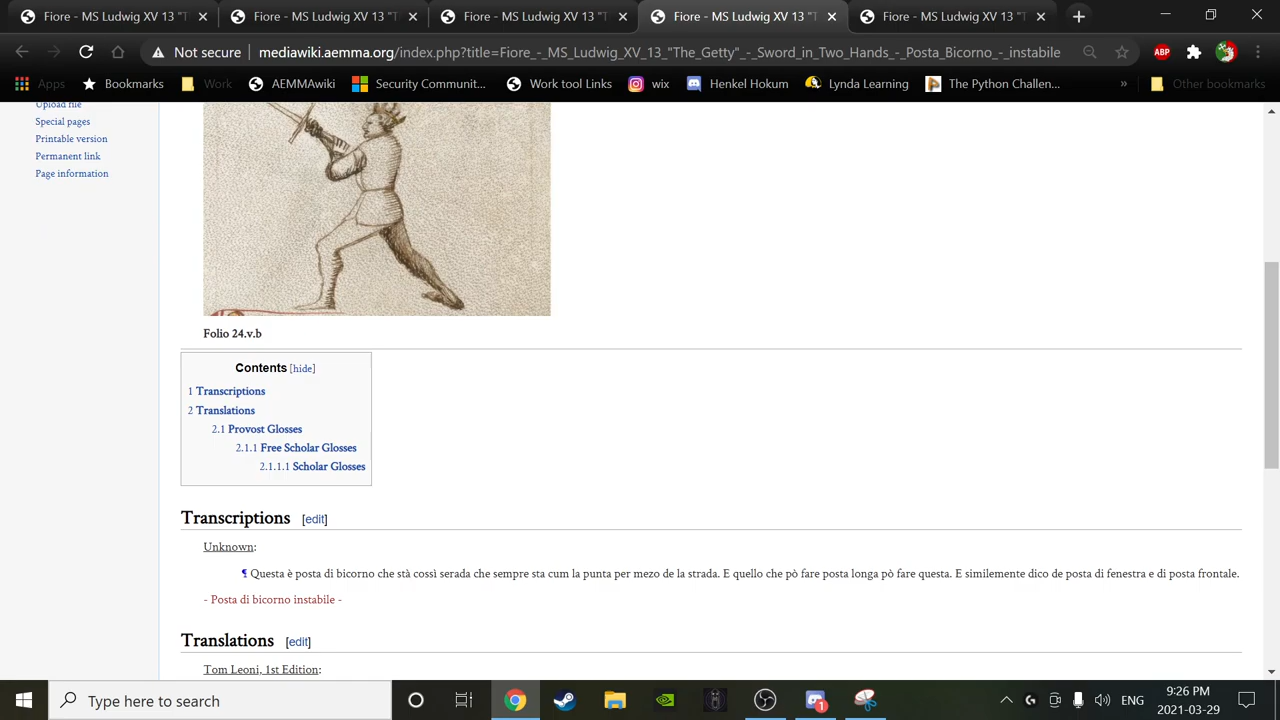 Fiore - MS Ludwig XV 13 "T
Fiore - MS Ludwig XV 13 "T
Fiore - MS Ludwig XV 13 "T
Fiore - MS Ludwig XV 13 "T
Fiore - MS Ludwig XV 13 "T
Not secure
mediawiki.aemma.org/index.php?title=Fiore_-_MS_Ludwig_XV_13_"The_Getty"_-_Sword_in_Two_Hands_-_Posta_Bicorno_-_instabile
ABP
Apps
Bookmarks
Work
AEMMAwiki
Security Communit...
Work tool Links
wix
Henkel Hokum
Lynda Learning
The Python Challen...
»
Other bookmarks
Upload file
Special pages
Printable version
Permanent link
Page information
Folio 24.v.b
Contents [hide]
1 Transcriptions
2 Translations
2.1 Provost Glosses
2.1.1 Free Scholar Glosses
2.1.1.1 Scholar Glosses
Transcriptions [edit]
Unknown:
¶ Questa è posta di bicorno che stà cossì serada che sempre sta cum la punta per mezo de la strada. E quello che pò fare posta longa pò fare questa. E similemente dico de posta di fenestra e di posta frontale.
- Posta di bicorno instabile -
Translations [edit]
Tom Leoni, 1st Edition:
Type here to search
1
ENG
9:26 PM
2021-03-29